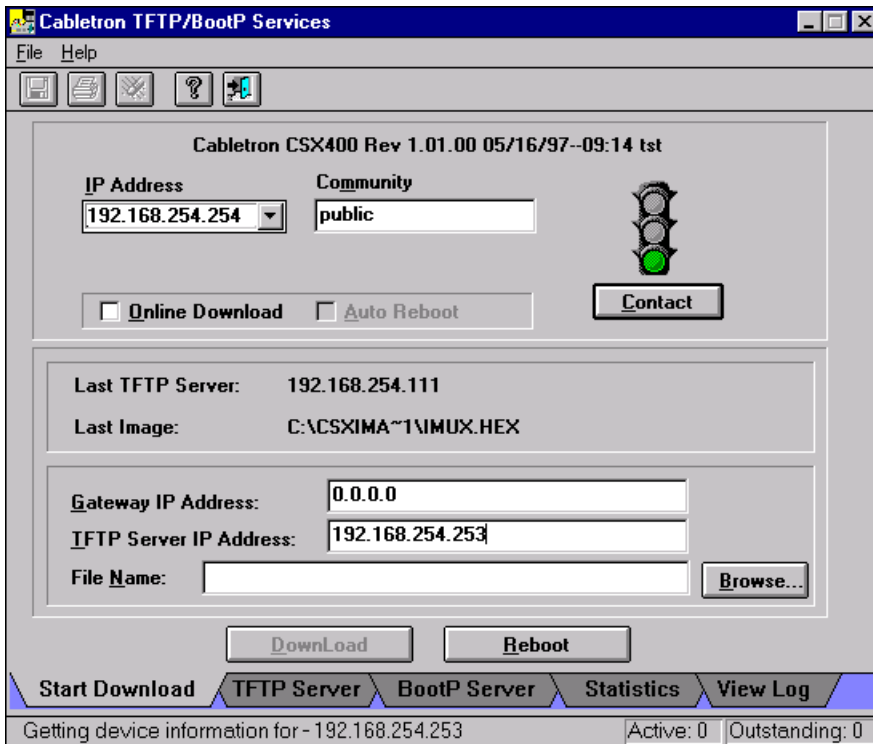 Cabletron TFTP/BootP Services
File Help
Cabletron CSX400 Rev 1.01.00 05/16/97--09:14 tst
IP Address
Community
192.168.254.254
public
Online Download
Auto Reboot
Contact
Last TFTP Server: 192.168.254.111
Last Image: C:\CSXIMA~1\IMUX.HEX
Gateway IP Address: 0.0.0.0
TFTP Server IP Address: 192.168.254.253
File Name:
Browse...
DownLoad
Reboot
Start Download
TFTP Server
BootP Server
Statistics
View Log
Getting device information for - 192.168.254.253
Active: 0
Outstanding: 0